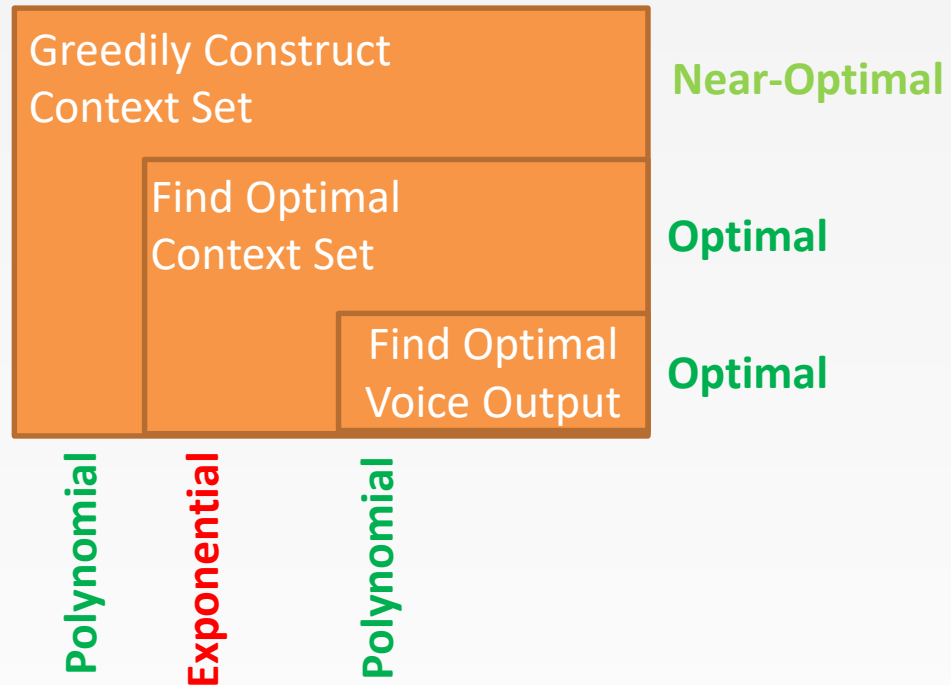 Greedily Construct
Context Set
Near-Optimal
Find Optimal
Context Set
Optimal
Find Optimal
Voice Output
Optimal
Polynomial
Exponential
Polynomial